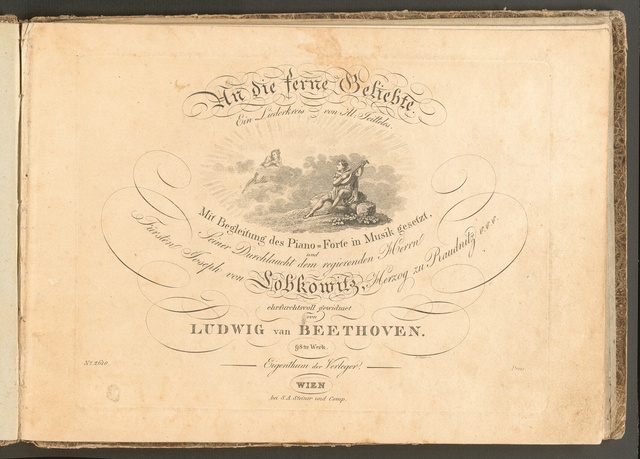 An die ferne Geliebte,
Ein Liederkreis von Al. Jeitteles
Mit Begleitung des Piano=Forte in Musik gesetzt,
und
Seiner Durchlaucht dem regierenden Herrn
Fürsten Joseph von Lobkowitz, Herzog zu Raudnitz &c. &c. &c.
ehrfurchtsvoll gewidmet
von
LUDWIG van BEETHOVEN.
98tes Werk.
Eigenthum der Verleger.
Nº 2610.
WIEN
bei S.A. Steiner und Comp.